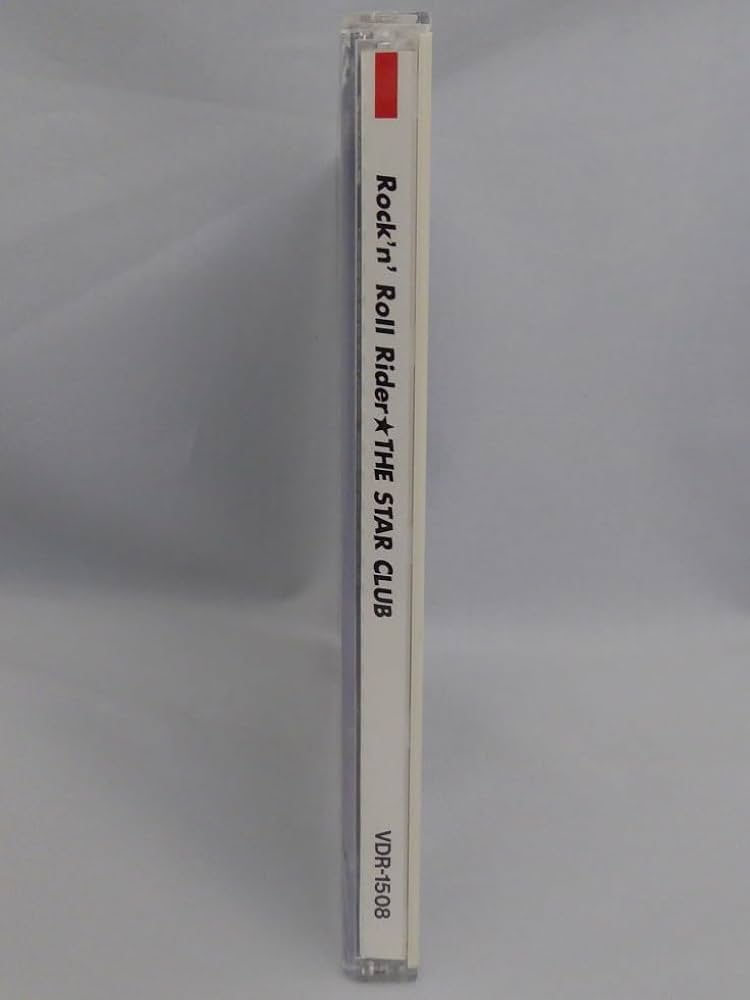 Rock'n' Roll Rider★THE STAR CLUB
VDR-1508